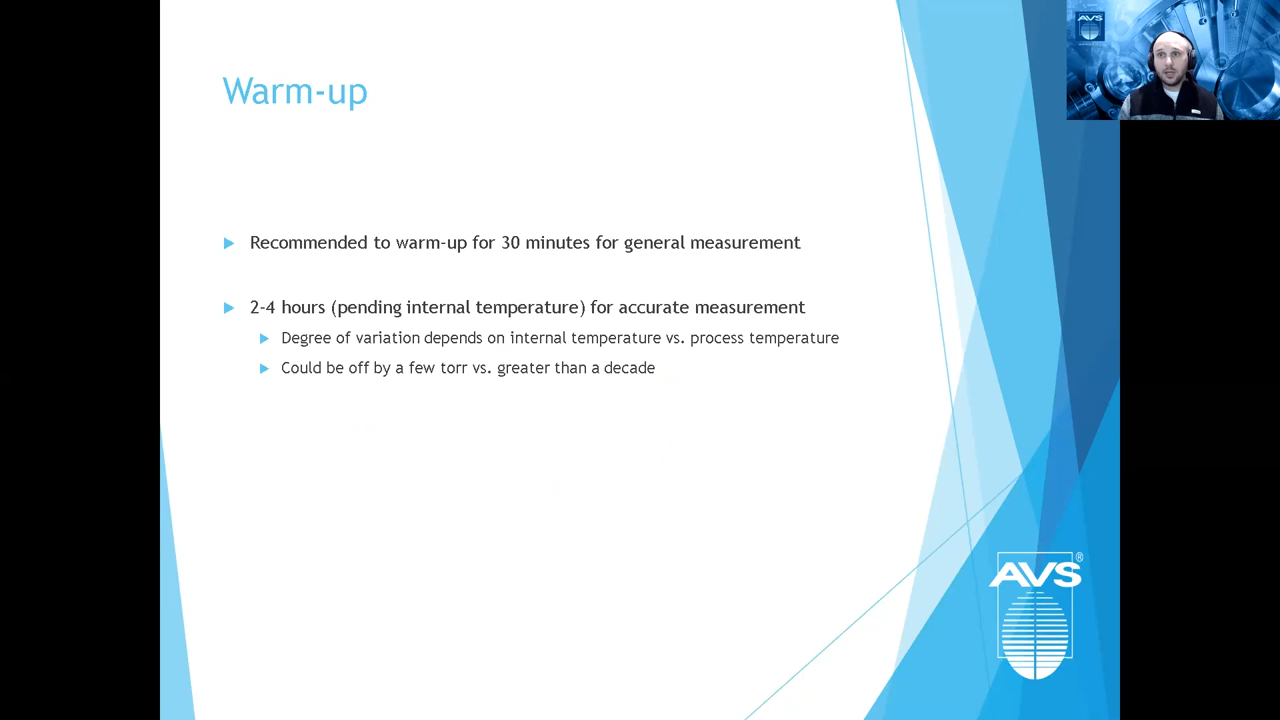 AVS
Warm-up
Recommended to warm-up for 30 minutes for general measurement
2-4 hours (pending internal temperature) for accurate measurement
Degree of variation depends on internal temperature vs. process temperature
Could be off by a few torr vs. greater than a decade
AVS®